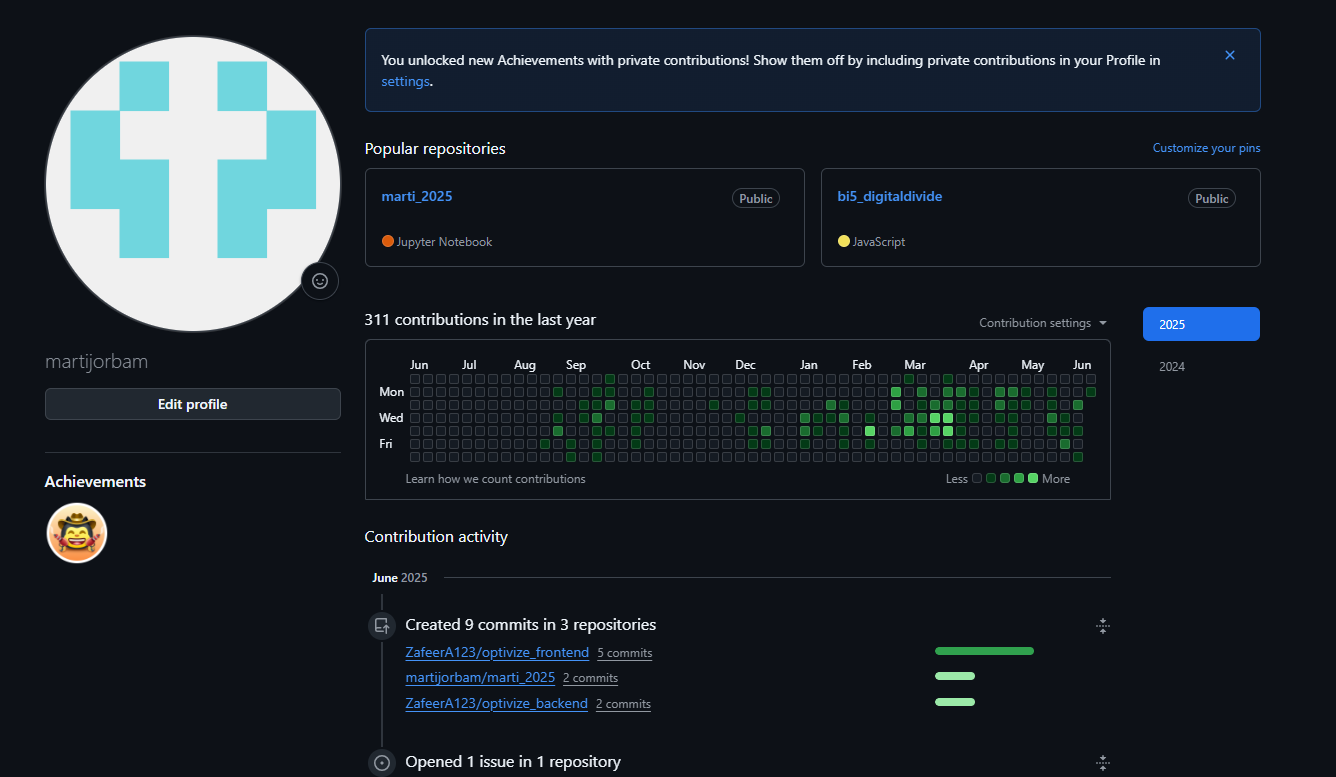 You unlocked new Achievements with private contributions! Show them off by including private contributions in your Profile in
settings.
Popular repositories
Customize your pins
marti_2025
Public
Jupyter Notebook
bi5_digitaldivide
Public
JavaScript
311 contributions in the last year
Contribution settings
2025
2024
Jun Jul Aug Sep Oct Nov Dec Jan Feb Mar Apr May Jun
Mon
Wed
Fri
Learn how we count contributions
Less More
martijorbam
Edit profile
Achievements
Contribution activity
June 2025
Created 9 commits in 3 repositories
ZafeerA123/optivize_frontend 5 commits
martijorbam/marti_2025 2 commits
ZafeerA123/optivize_backend 2 commits
Opened 1 issue in 1 repository